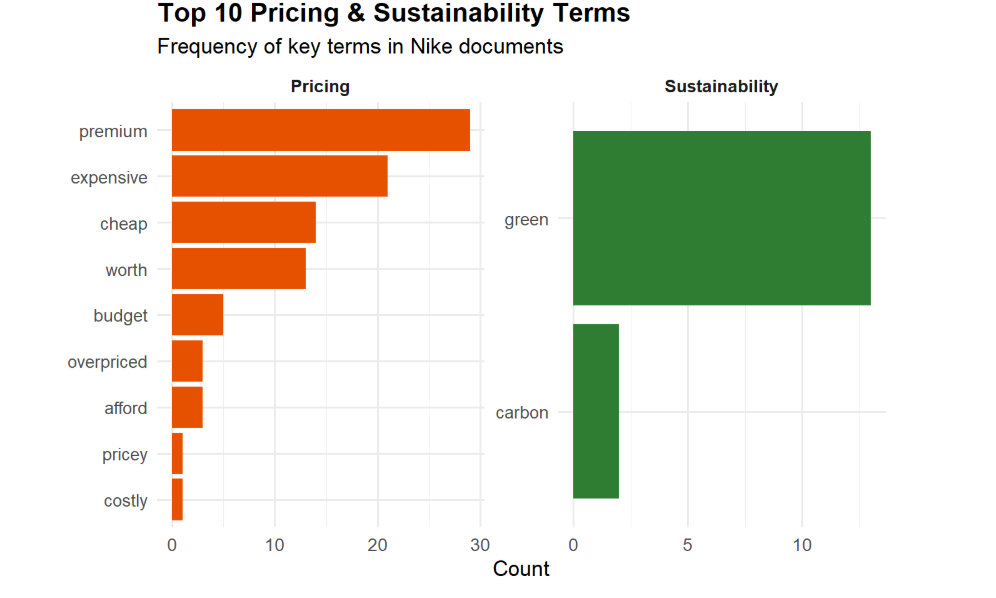 Top 10 Pricing & Sustainability Terms
Frequency of key terms in Nike documents
Pricing
premium
expensive
cheap
worth
budget
overpriced
afford
pricey
costly
0 10 20 30
Sustainability
green
carbon
0 5 10
Count